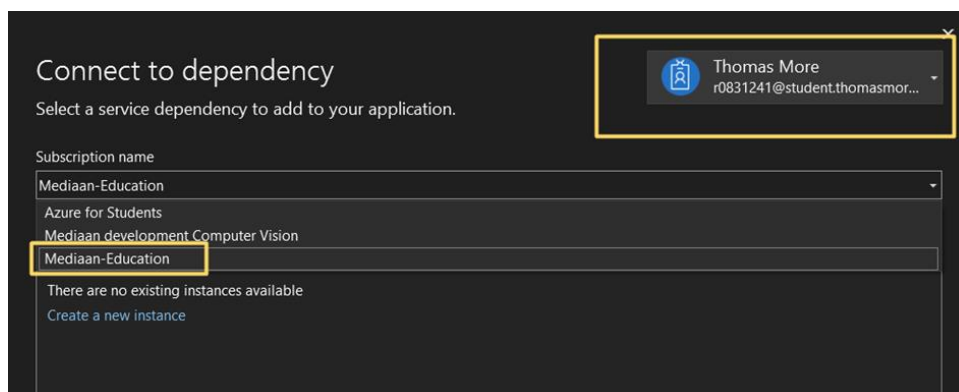 Connect to dependency
Thomas More
r0831241@student.thomasmor...
Select a service dependency to add to your application.
Subscription name
Mediaan-Education
Azure for Students
Mediaan development Computer Vision
Mediaan-Education
There are no existing instances available
Create a new instance